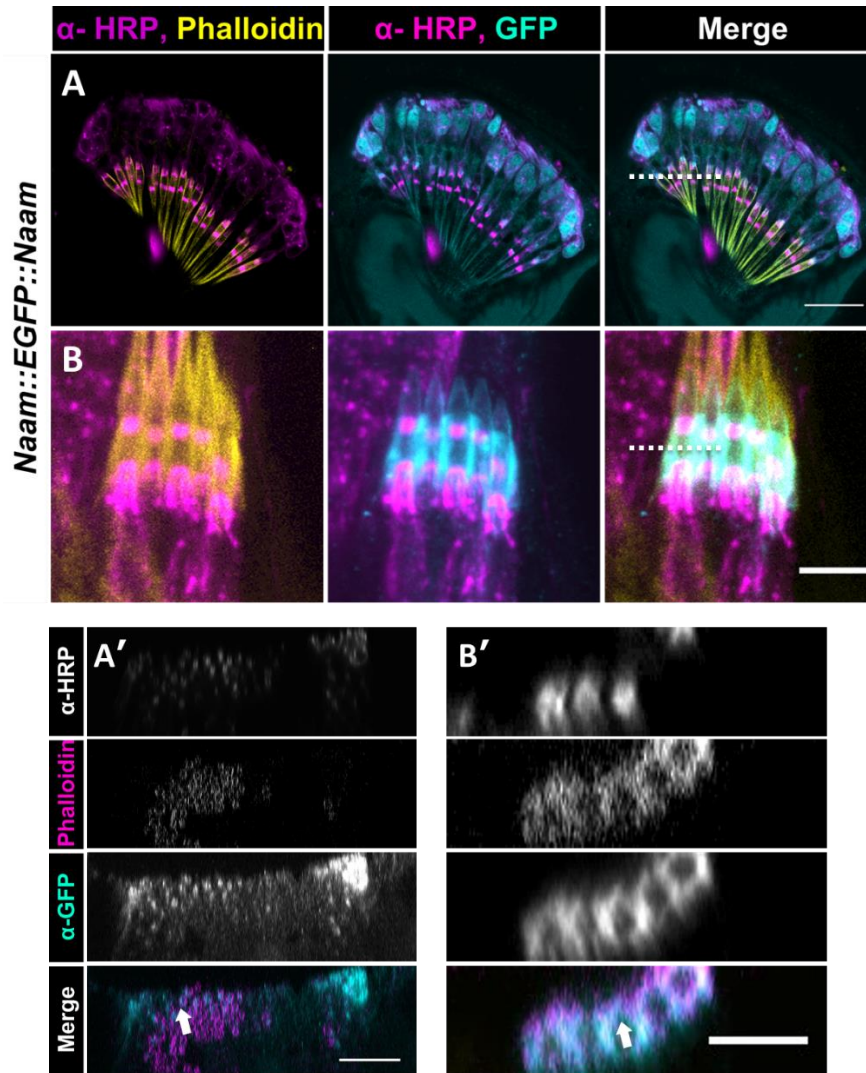 α- HRP, Phalloidin
α- HRP, GFP
Merge
Naam::EGFP::Naam
A
B
α-HRP
Phalloidin
α-GFP
Merge
A′
B′